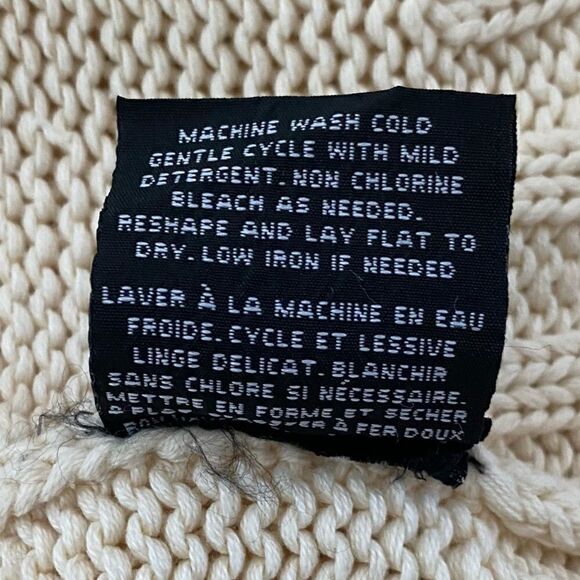 MACHINE WASH COLD
GENTLE CYCLE WITH MILD
DETERGENT. NON CHLORINE
BLEACH AS NEEDED.
RESHAPE AND LAY FLAT TO
DRY. LOW IRON IF NEEDED
LAVER À LA MACHINE EN EAU
FROIDE. CYCLE ET LESSIVE
LINGE DELICAT. BLANCHIR
SANS CHLORE SI NÉCESSAIRE.
METTRE EN FORME ET SÉCHER
À PLAT
À FER DOUX